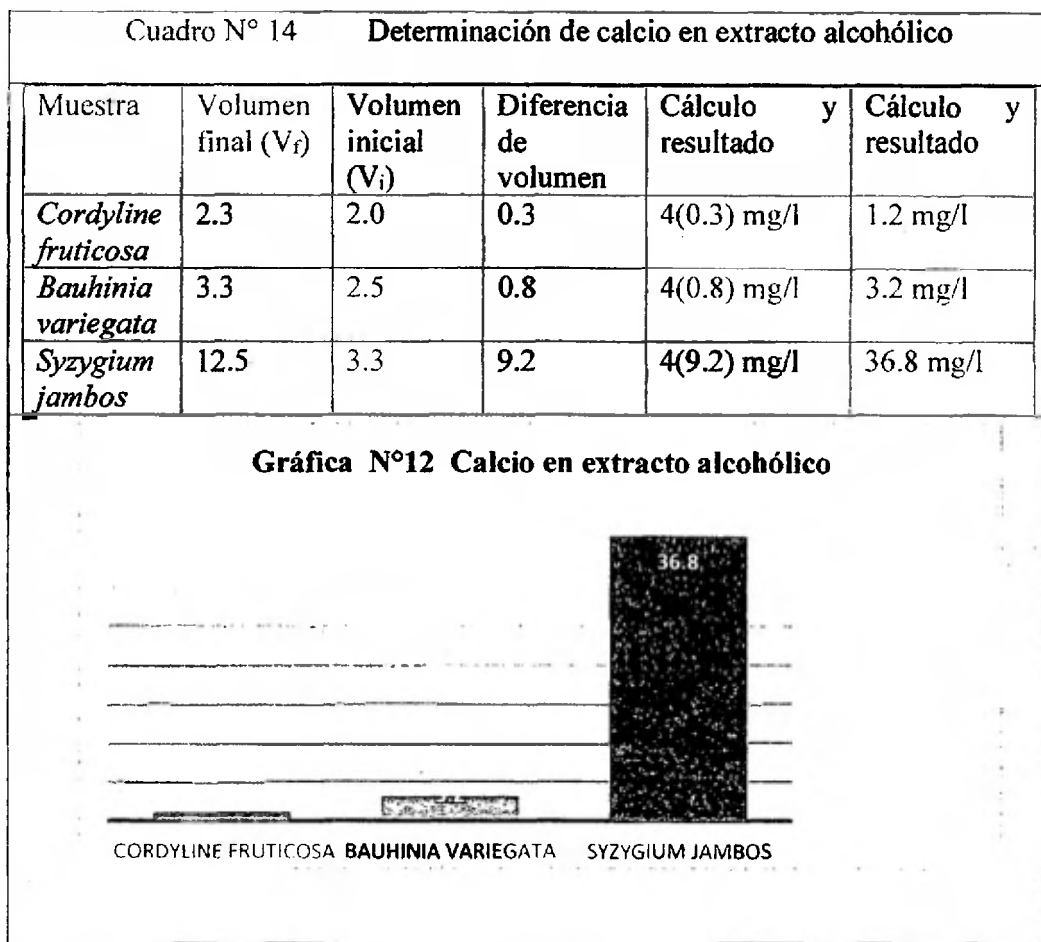 Cuadro N° 14 Determinación de calcio en extracto alcohólico
Muestra Volumen final (Vf) Volumen inicial (Vi) Diferencia de volumen Cálculo y resultado Cálculo y resultado
Cordyline fruticosa 2.3 2.0 0.3 4(0.3) mg/l 1.2 mg/l
Bauhinia variegata 3.3 2.5 0.8 4(0.8) mg/l 3.2 mg/l
Syzygium jambos 12.5 3.3 9.2 4(9.2) mg/l 36.8 mg/l
Gráfica N°12 Calcio en extracto alcohólico
36.8
CORDYLINE FRUTICOSA BAUHINIA VARIEGATA SYZYGIUM JAMBOS